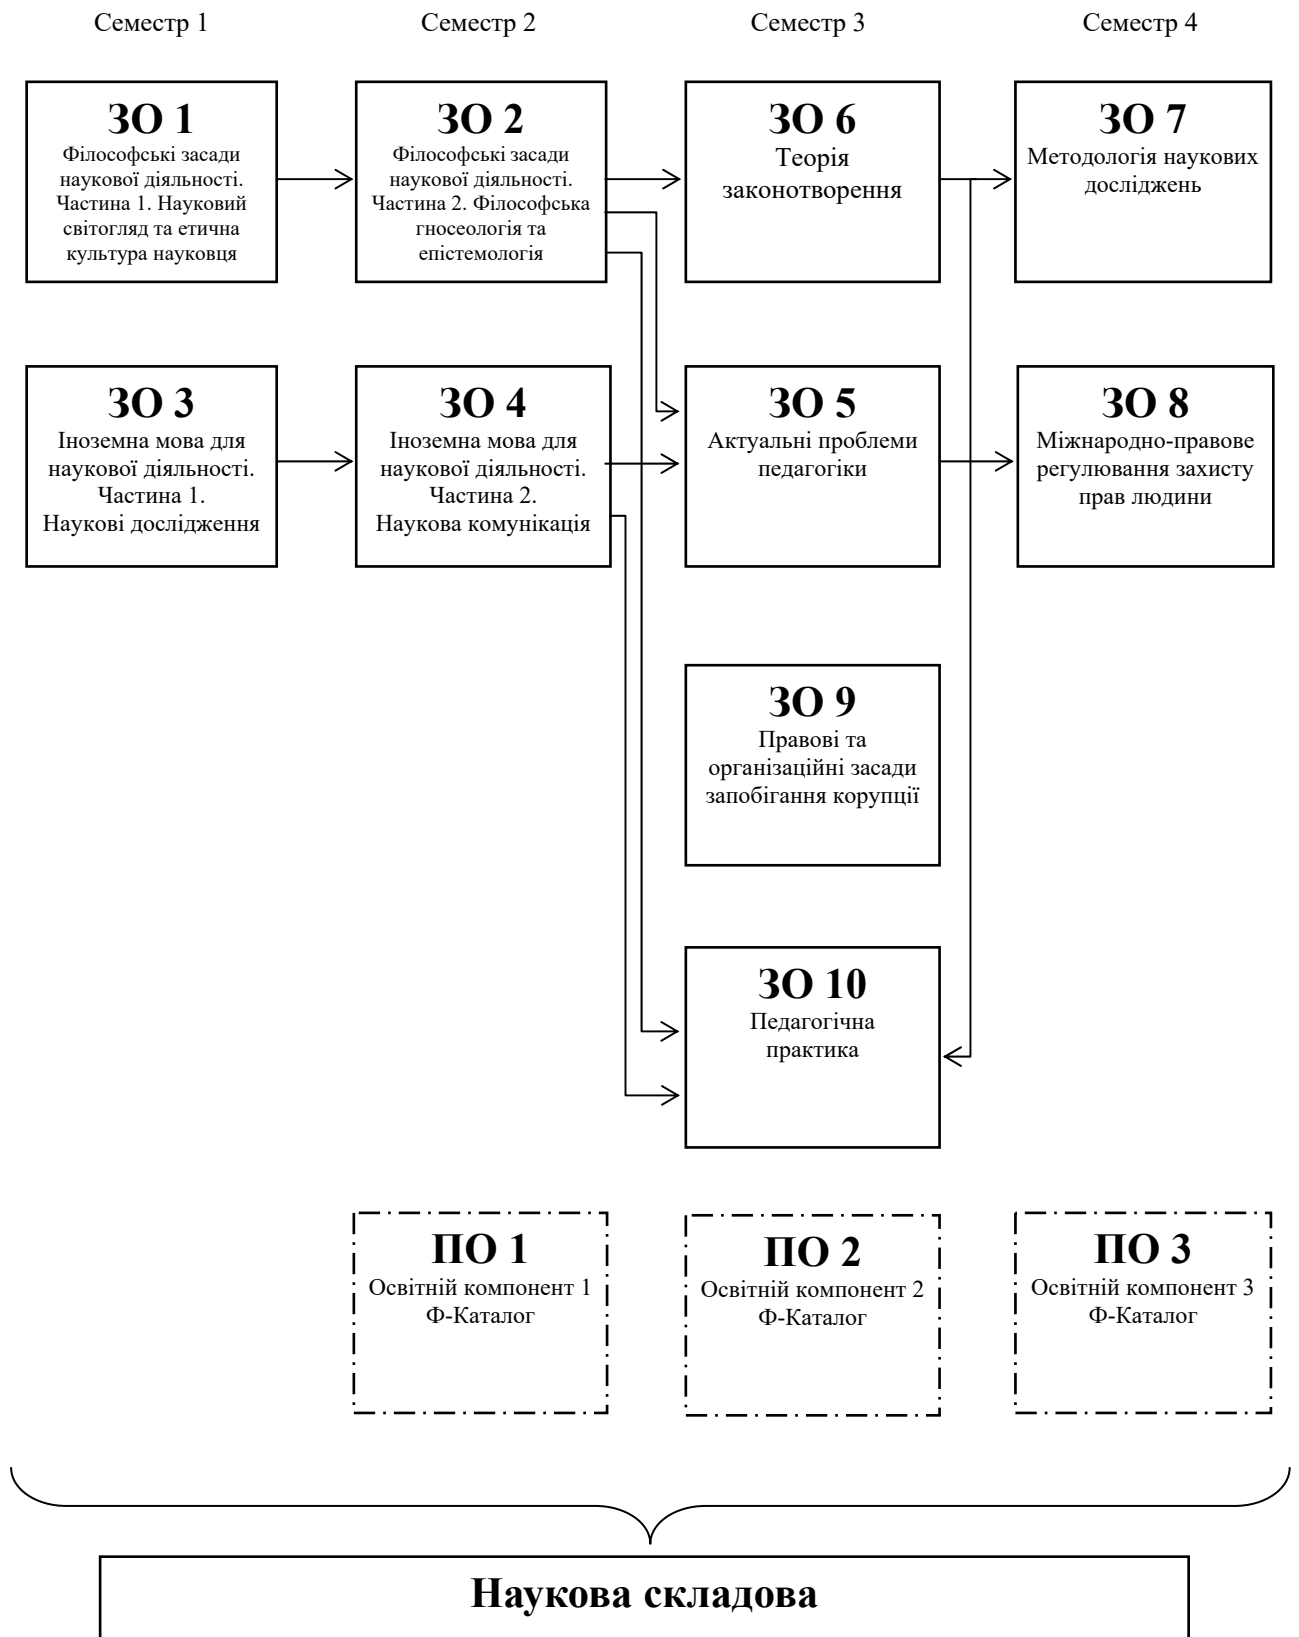 Семестр 1
Семестр 2
Семестр 3
Семестр 4
ЗО 1
Філософські засади
наукової діяльності.
Частина 1. Науковий
світогляд та етична
культура науковця
ЗО 2
Філософські засади
наукової діяльності.
Частина 2. Філософська
гносеологія та
епістемологія
ЗО 6
Теорія
законотворення
ЗО 7
Методологія наукових
досліджень
ЗО 3
Іноземна мова для
наукової діяльності.
Частина 1.
Наукові дослідження
ЗО 4
Іноземна мова для
наукової діяльності.
Частина 2.
Наукова комунікація
ЗО 5
Актуальні проблеми
педагогіки
ЗО 8
Міжнародно-правове
регулювання захисту
прав людини
ЗО 9
Правові та
організаційні засади
запобігання корупції
ЗО 10
Педагогічна
практика
ПО 1
Освітній компонент 1
Ф-Каталог
ПО 2
Освітній компонент 2
Ф-Каталог
ПО 3
Освітній компонент 3
Ф-Каталог
Наукова складова